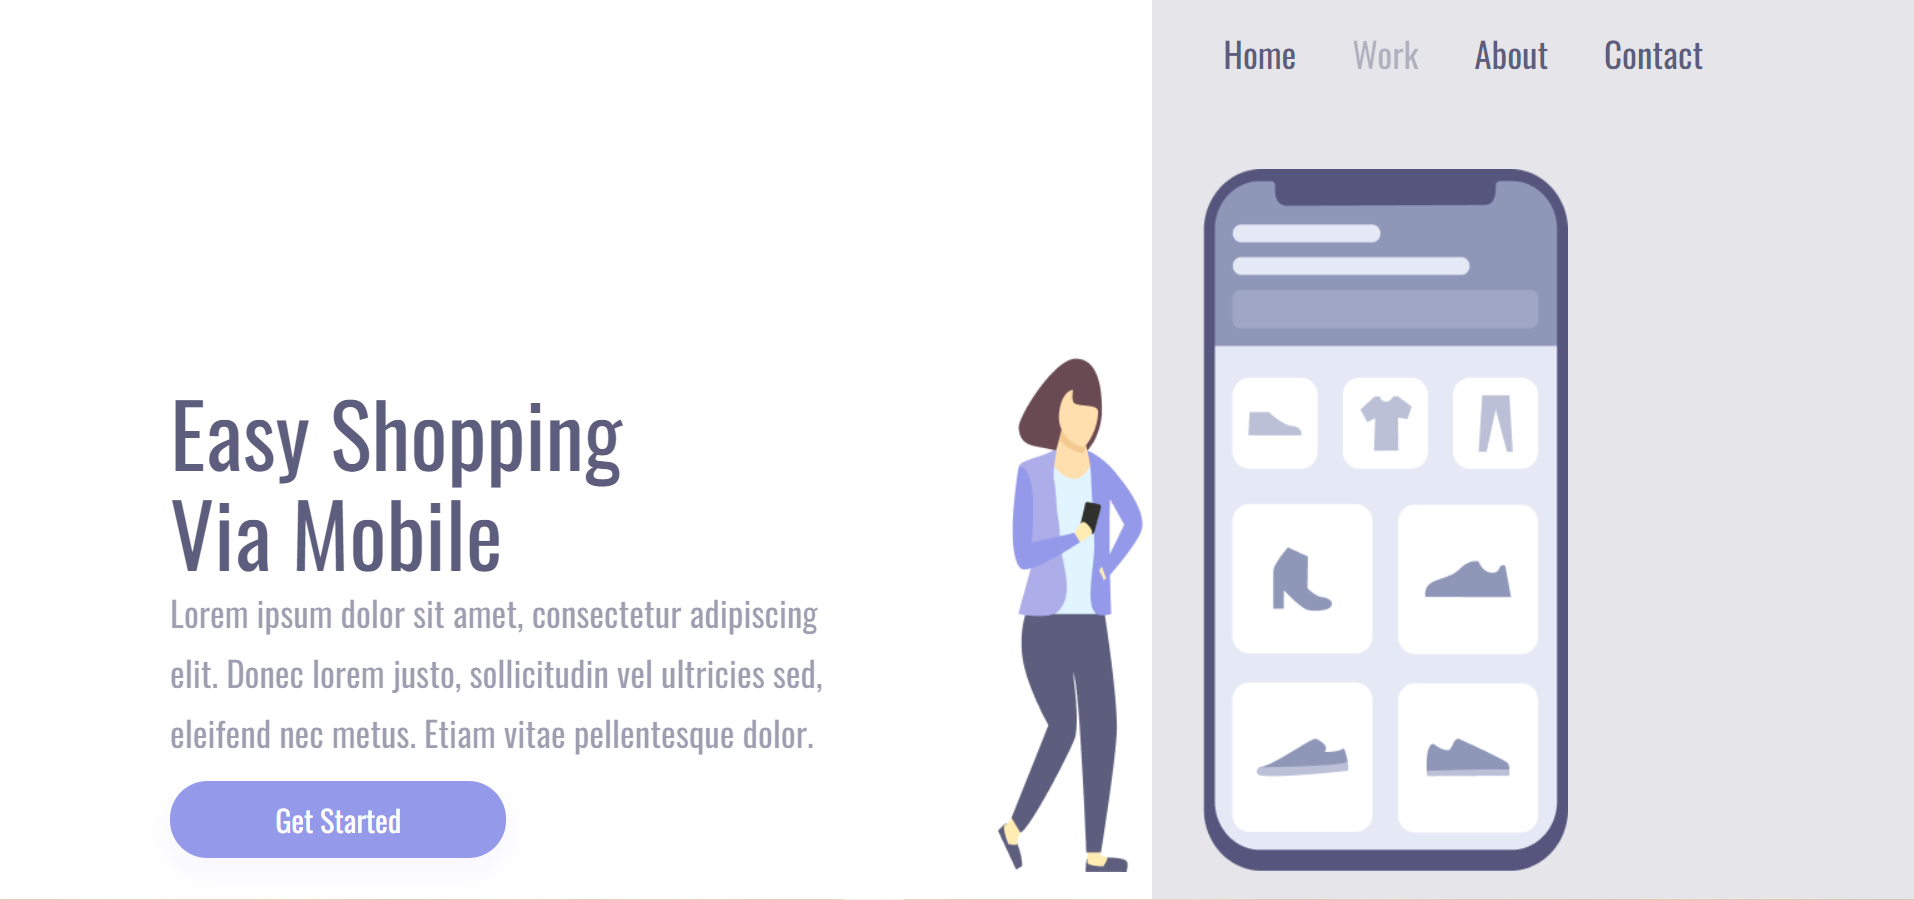 Home Work About Contact
Easy Shopping
Via Mobile
Lorem ipsum dolor sit amet, consectetur adipiscing
elit. Donec lorem justo, sollicitudin vel ultricies sed,
eleifend nec metus. Etiam vitae pellentesque dolor.
Get Started